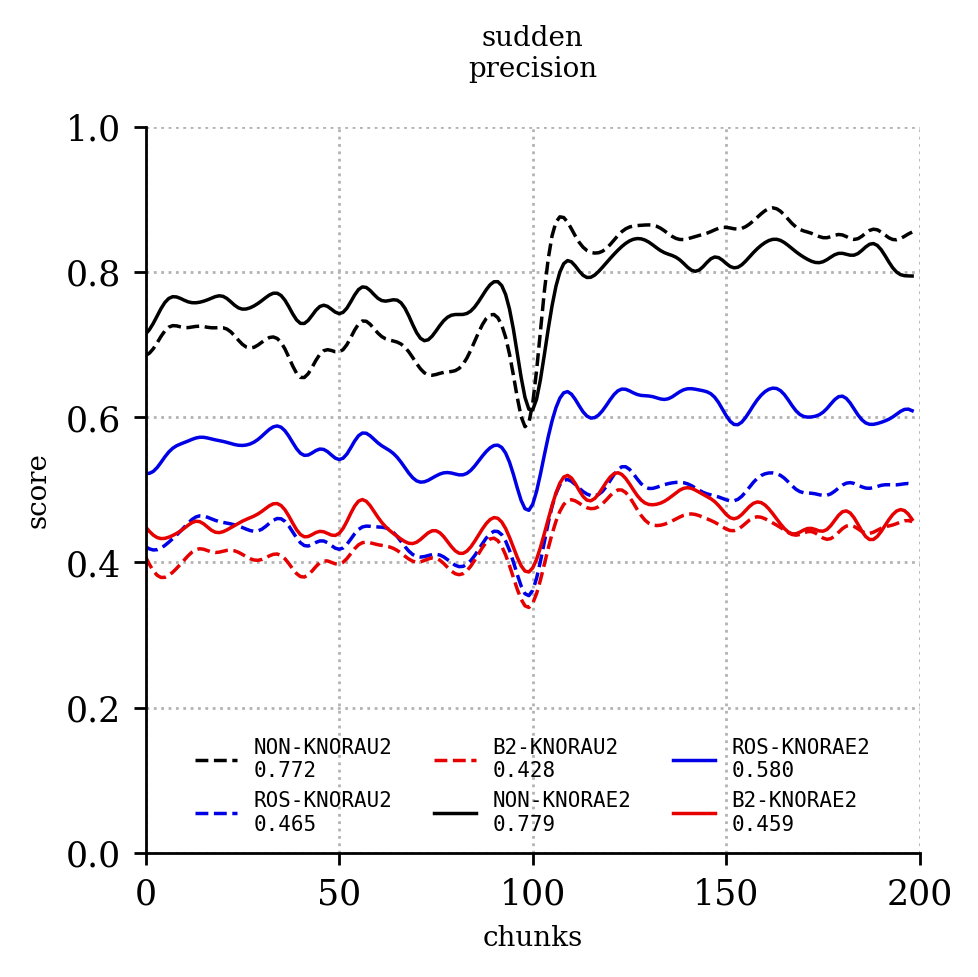 sudden
precision
1.0
0.8
0.6
0.4
0.2
0.0
score
NON-KNORAU2
0.772
ROS-KNORAU2
0.465
B2-KNORAU2
0.428
NON-KNORAE2
0.779
ROS-KNORAE2
0.580
B2-KNORAE2
0.459
0 50 100 150 200
chunks